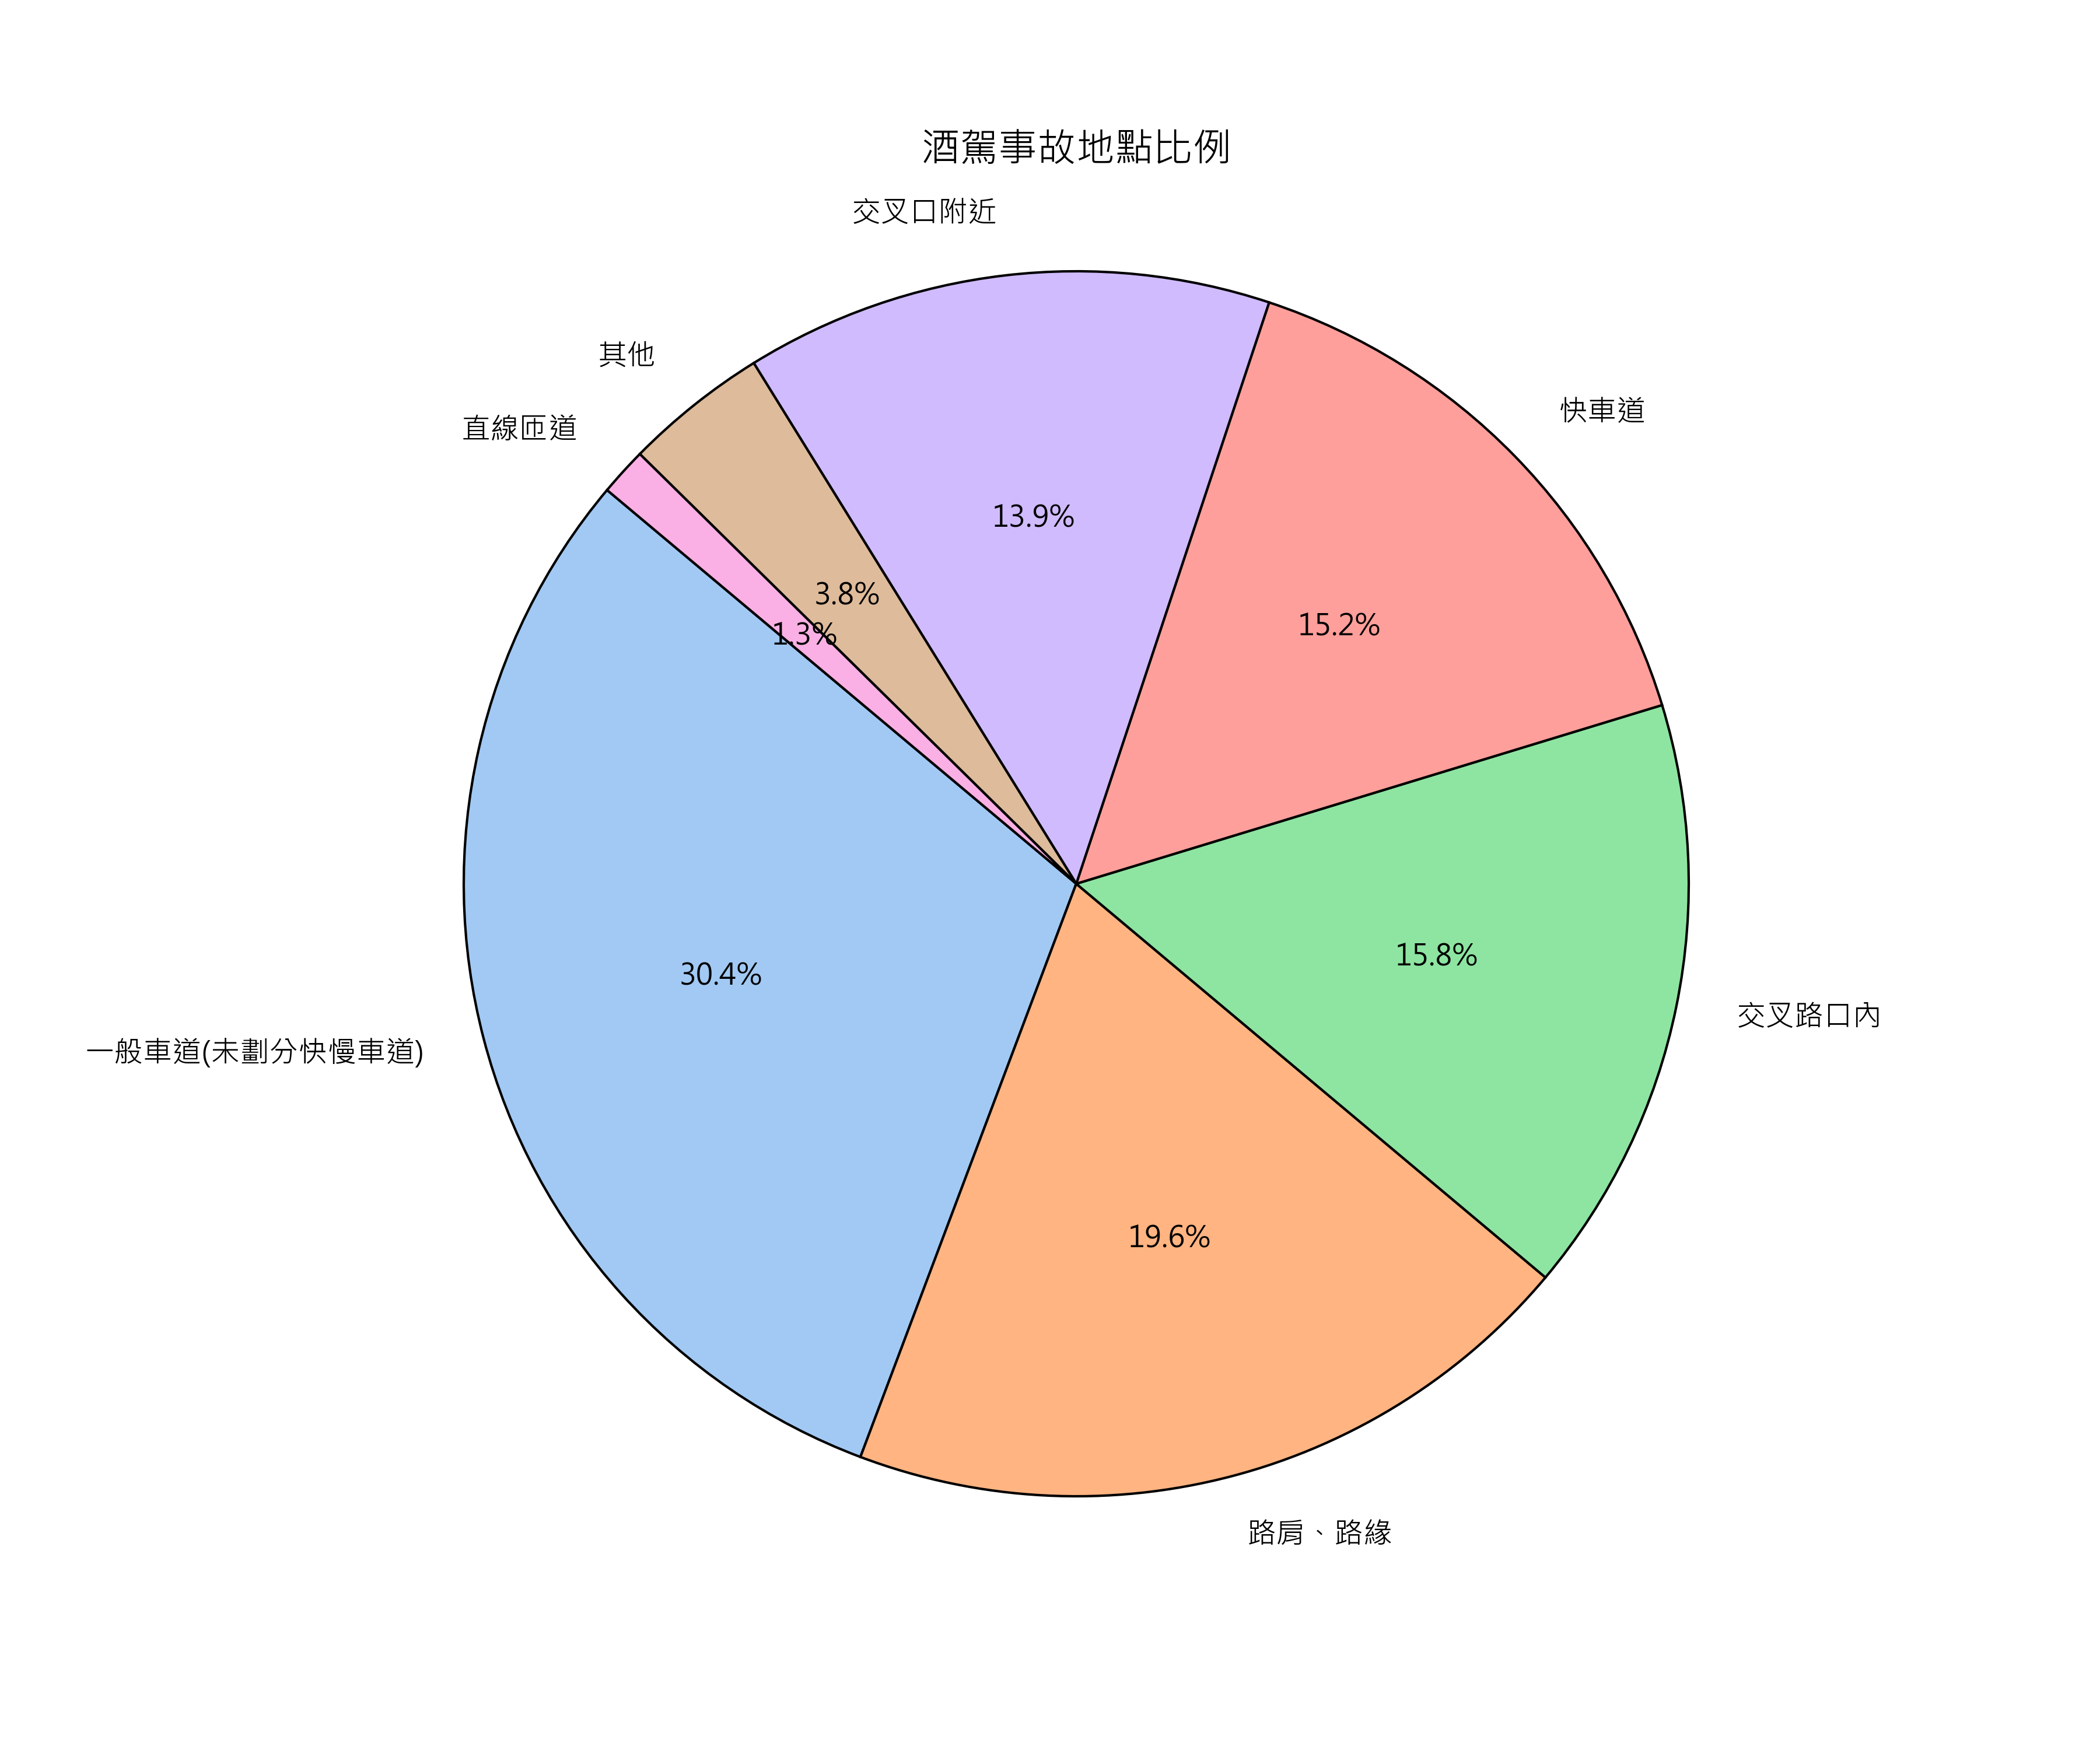 酒駕事故地點比例
交叉口附近
其他
直線匝道
快車道
13.9%
3.8%
1.3%
15.2%
30.4%
15.8%
一般車道(未劃分快慢車道)
交叉路口內
19.6%
路肩、路緣